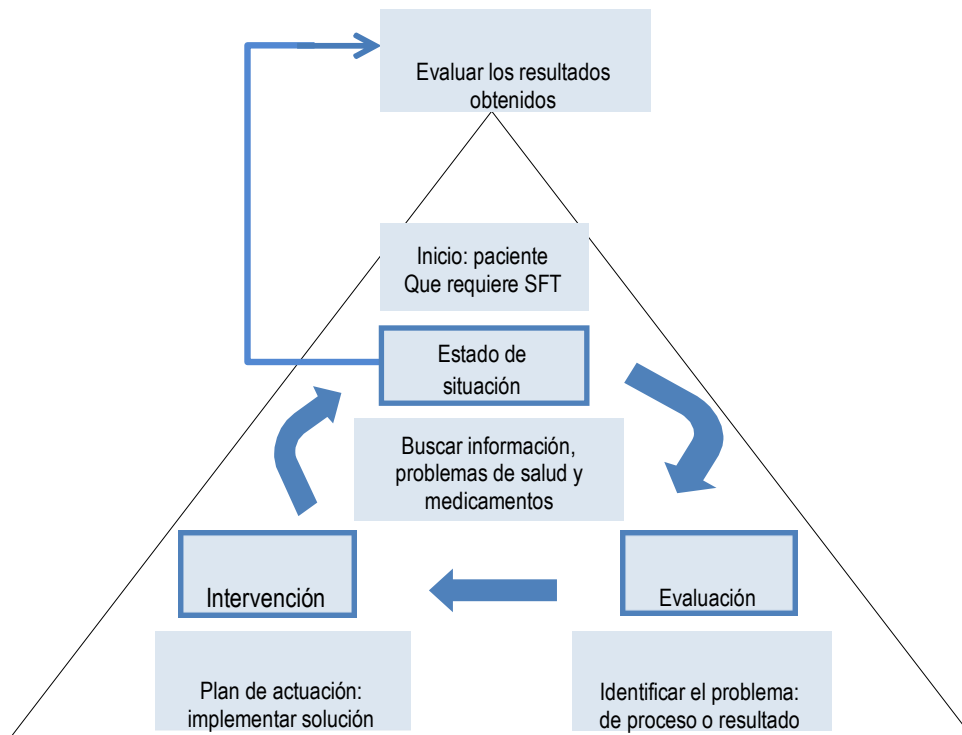 Evaluar los resultados
obtenidos
Inicio: paciente
Que requiere SFT
Estado de
situación
Buscar información,
problemas de salud y
medicamentos
Intervención
Evaluación
Plan de actuación:
implementar solución
Identificar el problema:
de proceso o resultado